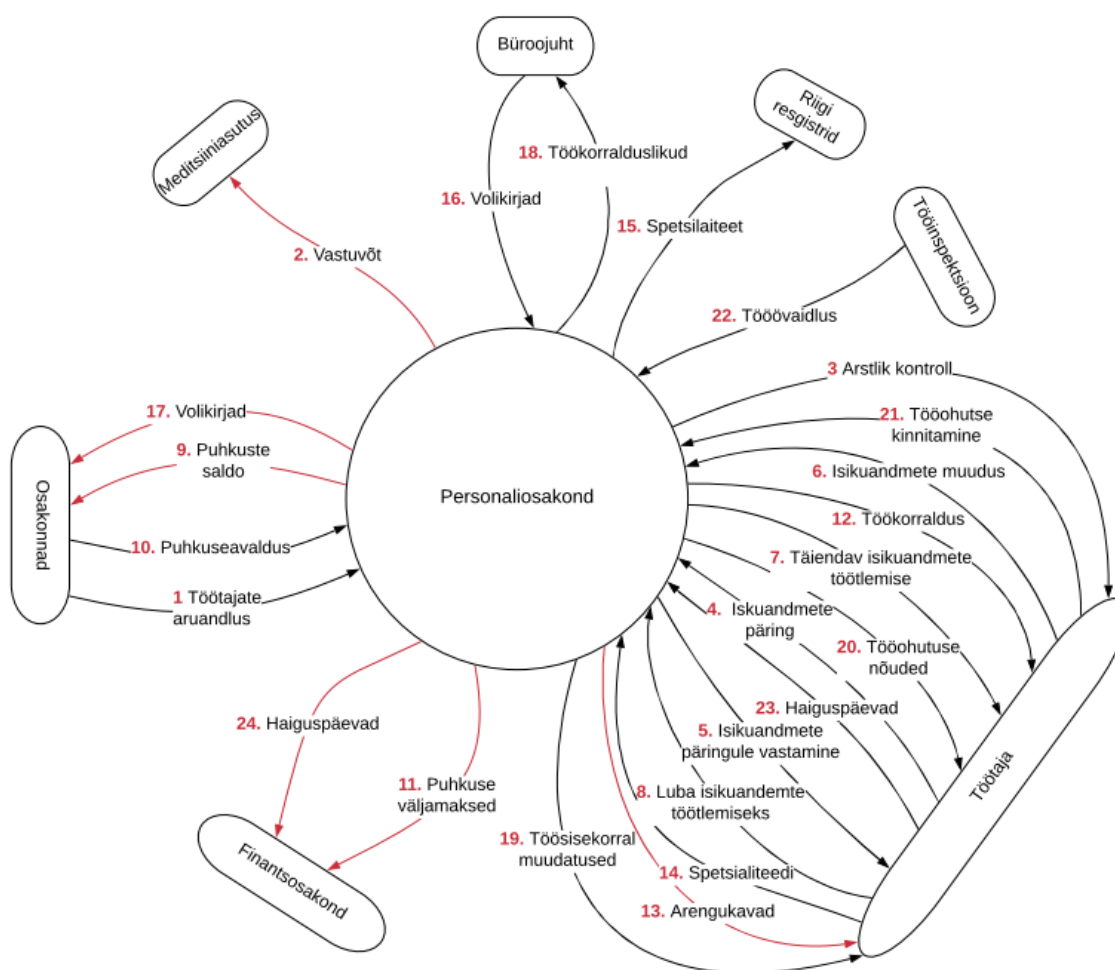 Büroojuht
Riigi
resgistrid
Meditsiiniasutus
18. Töökorralduslikud
16. Volikirjad
15. Spetsilaiteet
Tööinspektsioon
2. Vastuvõt
22. Tööövaidlus
3 Arstlik kontroll
17. Volikirjad
21. Tööohutse
kinnitamine
9. Puhkuste
saldo
6. Isikuandmete muudus
Osakonnad
Personaliosakond
12. Töökorraldus
10. Puhkuseavaldus
7. Täiendav isikuandmete
töötlemise
1 Töötajate
aruandlus
4. Iskuandmete
päring
20. Tööohutuse
nõuded
24. Haiguspäevad
23. Haiguspäevad
5. Isikuandmete
päringule vastamine
Töötaja
11. Puhkuse
väljamaksed
8. Luba isikuandemte
töötlemiseks
19. Töösisekorral
muudatused
Finantsosakond
14. Spetsialiteedi
13. Arengukavad